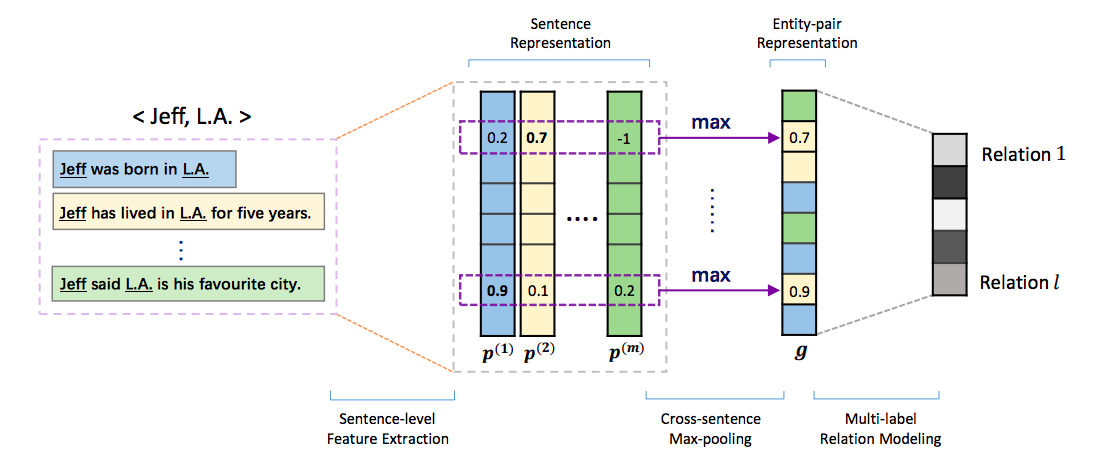 Sentence
Representation
Entity-pair
Representation
< Jeff, L.A. >
Jeff was born in L.A.
Jeff has lived in L.A. for five years.
Jeff said L.A. is his favourite city.
0.2 0.7 -1
max
0.7
0.9 0.1 0.2
max
0.9
p(1) p(2) p(m)
g
Relation 1
Relation l
Sentence-level
Feature Extraction
Cross-sentence
Max-pooling
Multi-label
Relation Modeling